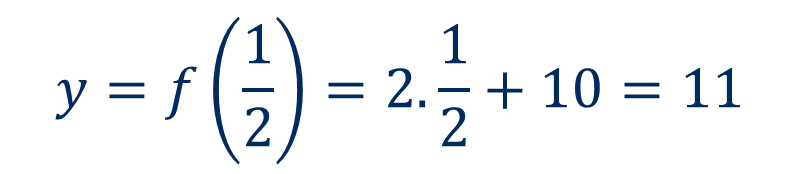 y = f(1/2) = 2.1/2 + 10 = 11